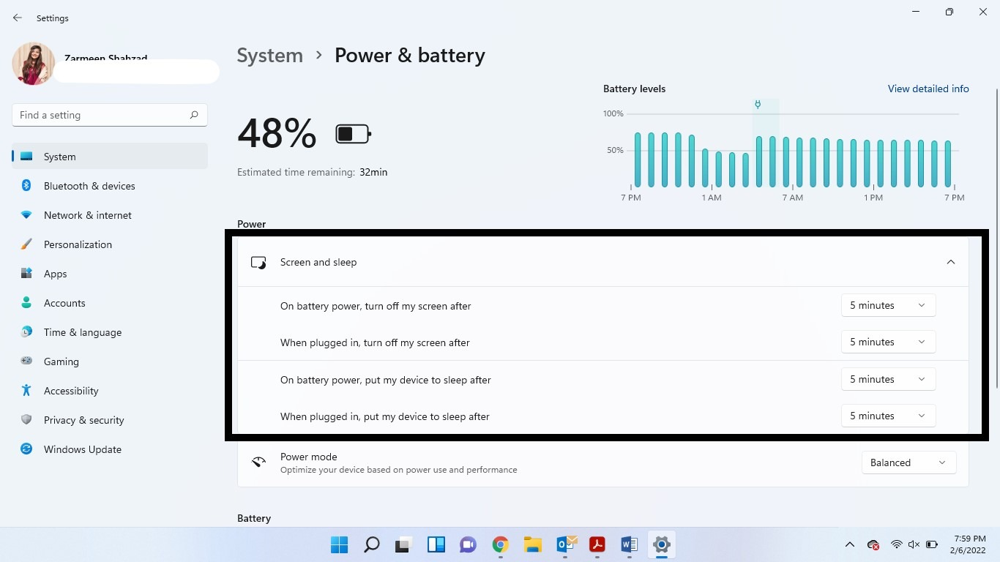 Settings
Zarmeen Shahzad
Find a setting
System
Bluetooth & devices
Network & internet
Personalization
Apps
Accounts
Time & language
Gaming
Accessibility
Privacy & security
Windows Update
System > Power & battery
48%
Estimated time remaining: 32min
Battery levels View detailed info
100%
50%
7 PM 1 AM 7 AM 1 PM 7 PM
Power
Screen and sleep
On battery power, turn off my screen after 5 minutes
When plugged in, turn off my screen after 5 minutes
On battery power, put my device to sleep after 5 minutes
When plugged in, put my device to sleep after 5 minutes
Power mode
Optimize your device based on power use and performance
Balanced
Battery
7:59 PM
2/6/2022